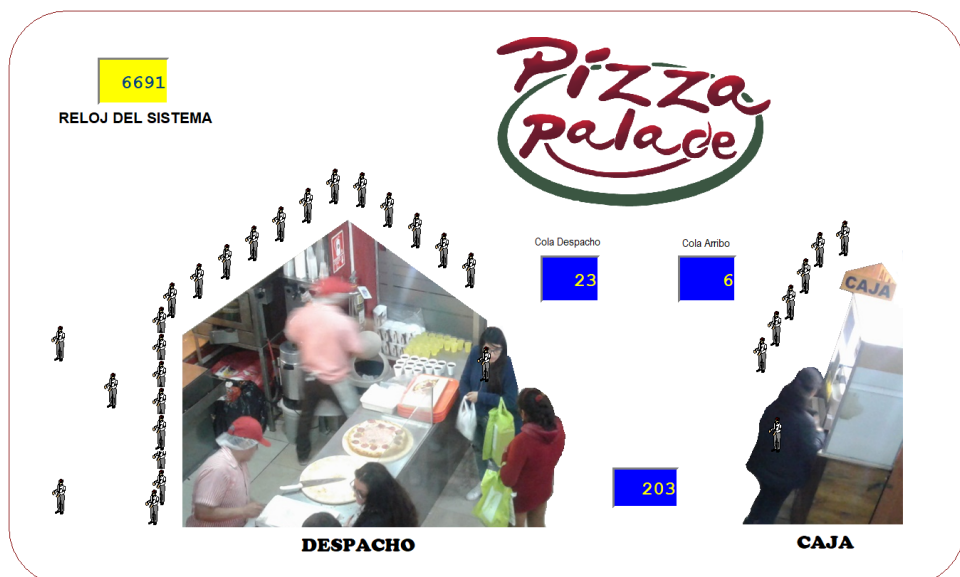 6691
RELOJ DEL SISTEMA
Pizza
Palace
Cola Despacho
Cola Arribo
23
6
CAJA
203
DESPACHO
CAJA